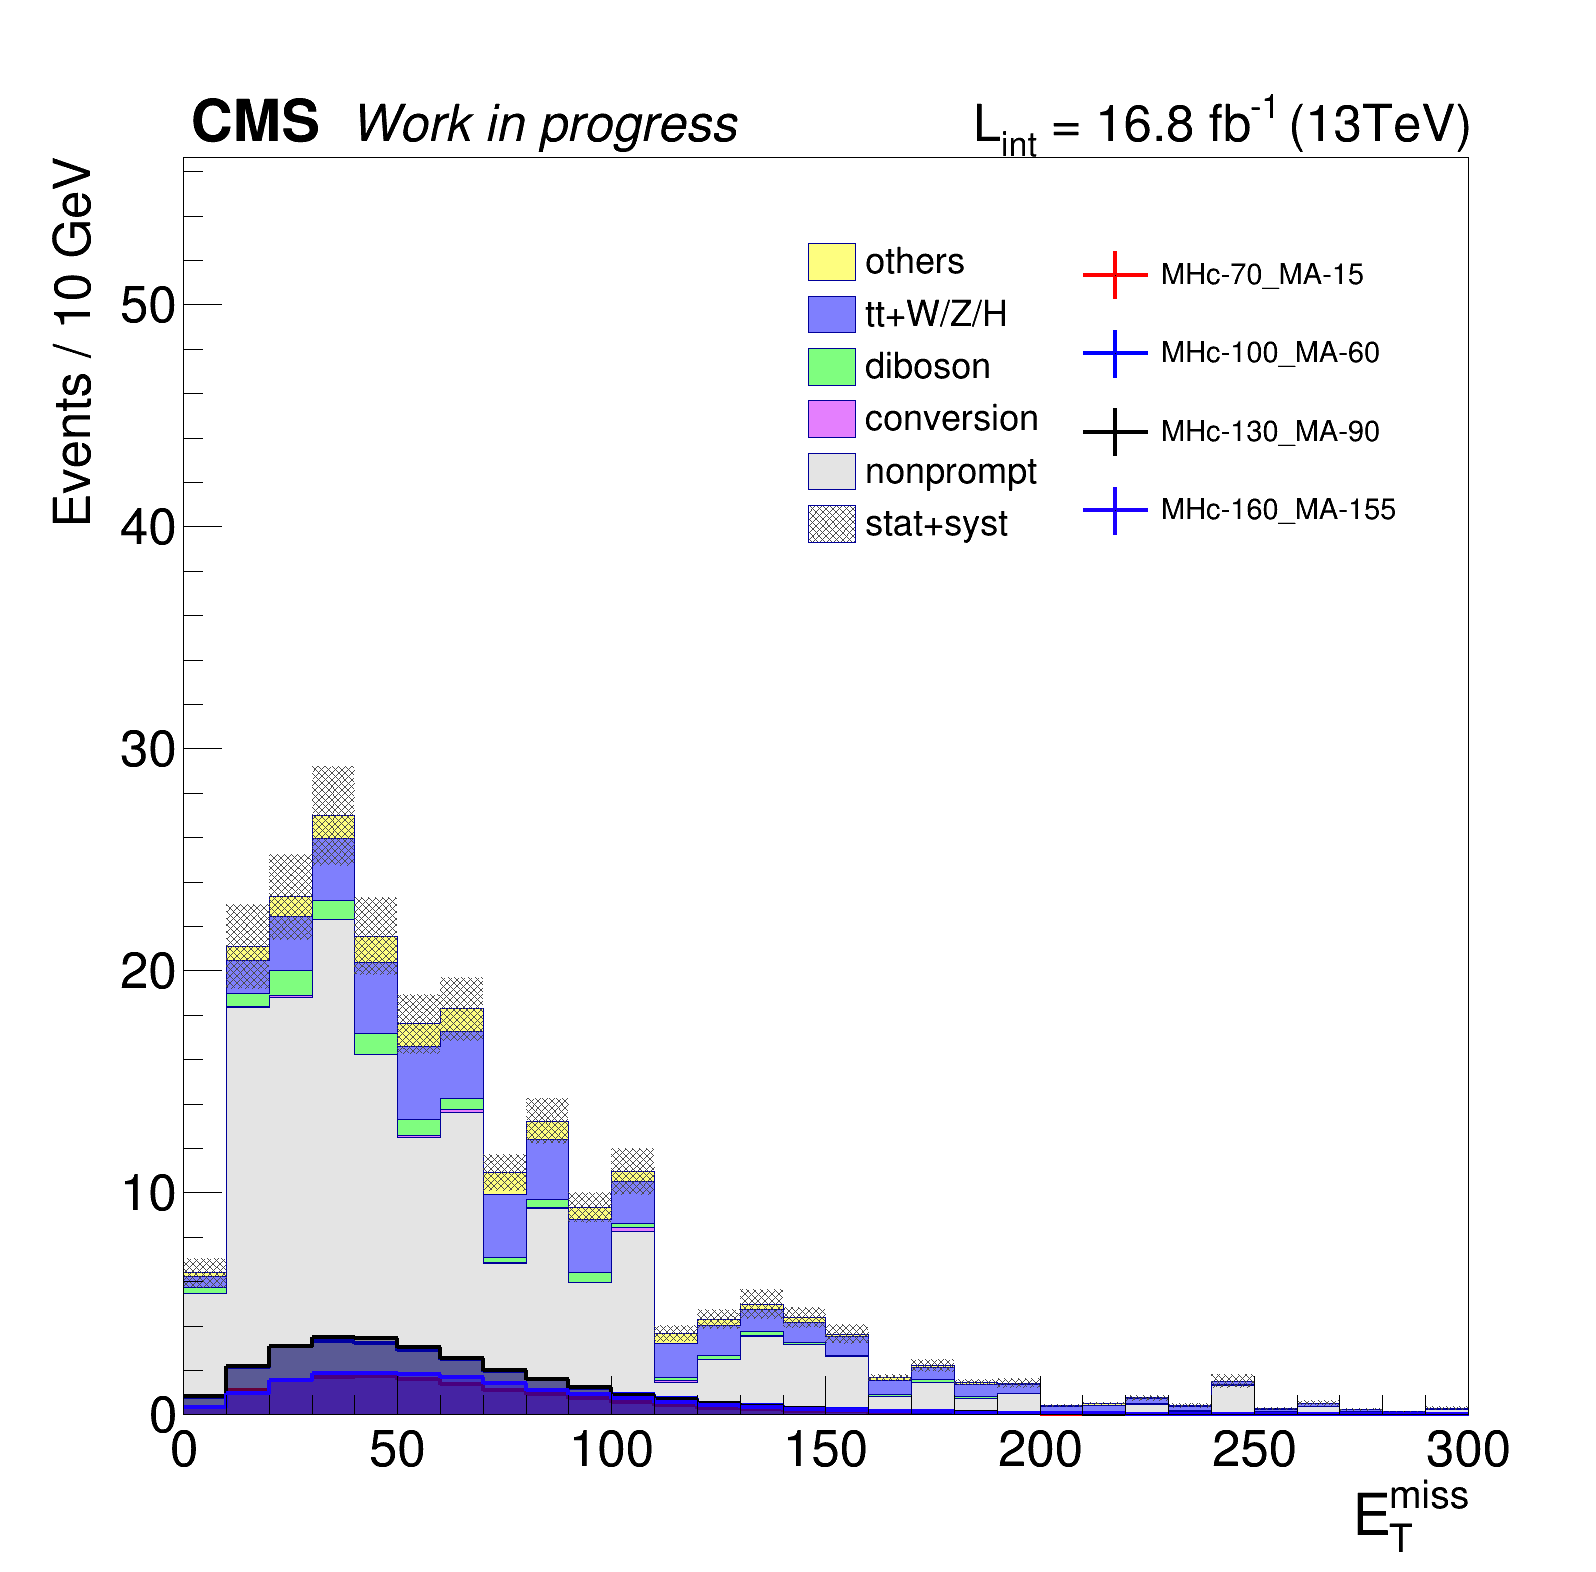 CMS Work in progress
L_int = 16.8 fb^-1 (13TeV)
Events / 10 GeV
50
40
30
20
10
0
others
tt+W/Z/H
diboson
conversion
nonprompt
stat+syst
MHc-70_MA-15
MHc-100_MA-60
MHc-130_MA-90
MHc-160_MA-155
0 50 100 150 200 250 300
E_T^miss